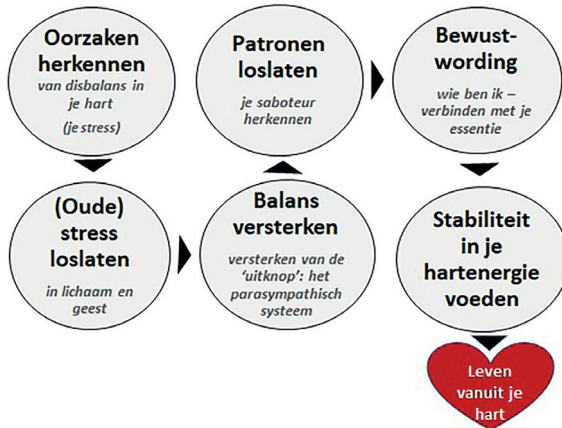 Oorzaken
herkennen
van disbalans in
je hart
(je stress)
(Oude)
stress
loslaten
in lichaam en
geest
Balans
versterken
versterken van de
‘uitknop’: het
parasympathisch
systeem
Patronen
loslaten
je saboteur
herkennen
Bewust-
wording
wie ben ik –
verbinden met je
essentie
Stabiliteit
in je
hartenergie
voeden
Leven
vanuit je
hart